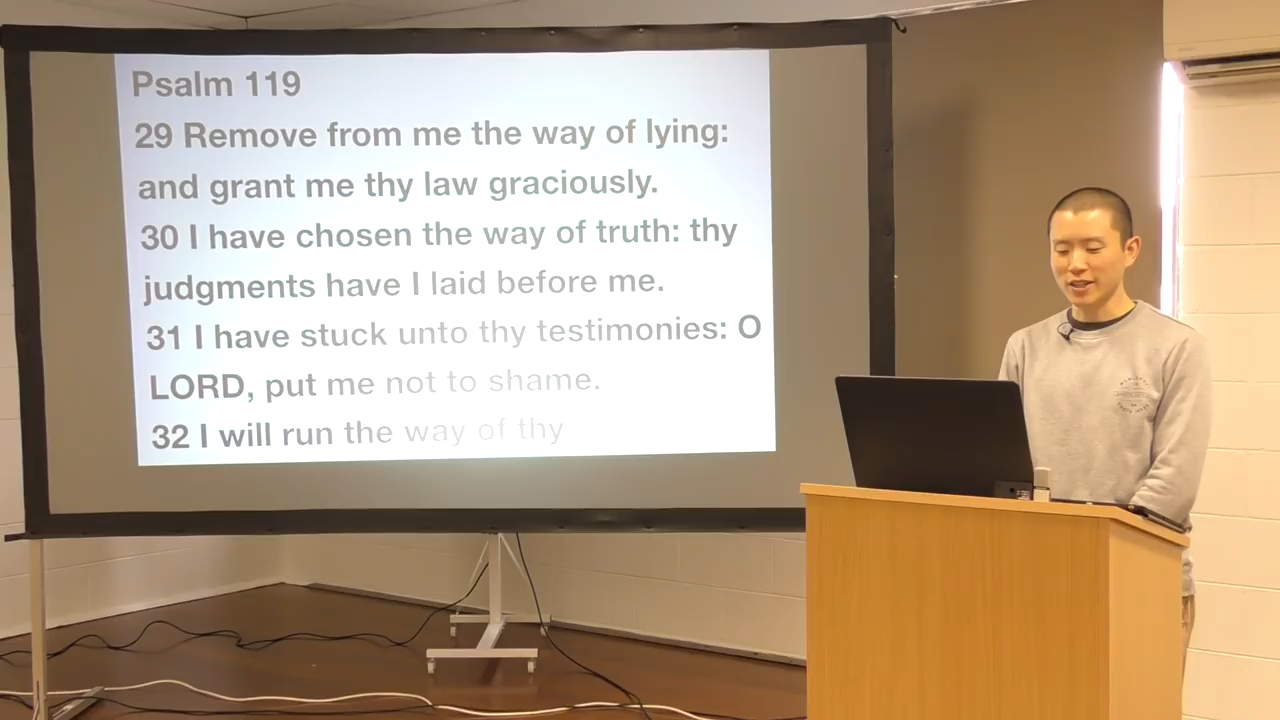 Psalm 119
29 Remove from me the way of lying:
and grant me thy law graciously.
30 I have chosen the way of truth: thy
judgments have I laid before me.
31 I have stuck unto thy testimonies: O
LORD, put me not to shame.
32 I will run the way of thy